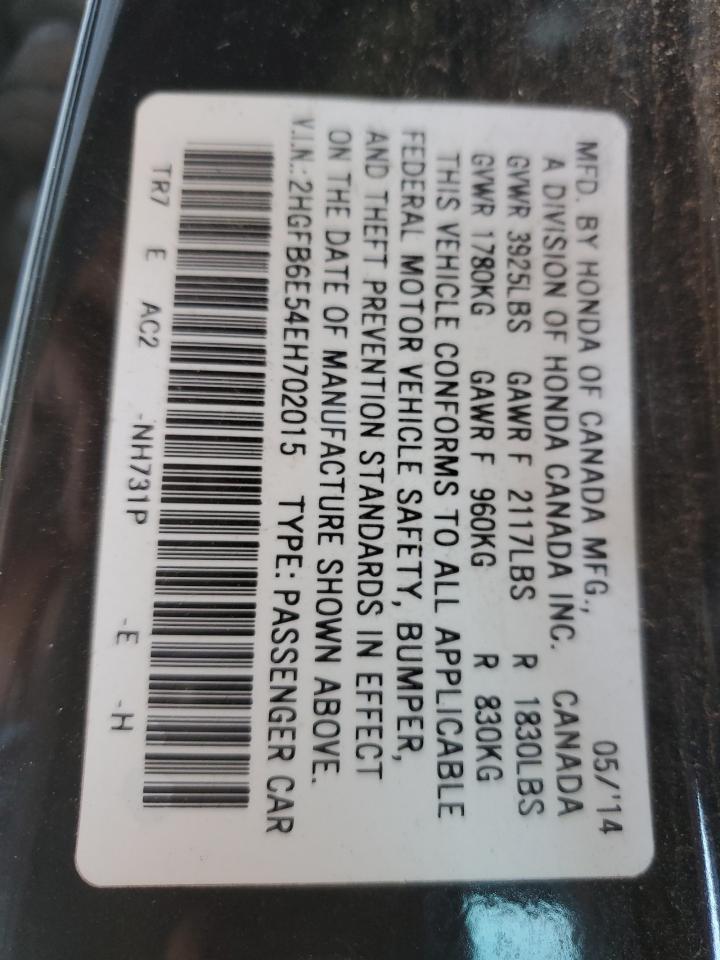 MFD. BY HONDA OF CANADA MFG., 05/'14
A DIVISION OF HONDA CANADA INC. CANADA
GVWR 3925LBS GAWR F 2117LBS R 1830LBS
GVWR 1780KG GAWR F 960KG R 830KG
THIS VEHICLE CONFORMS TO ALL APPLICABLE
FEDERAL MOTOR VEHICLE SAFETY, BUMPER,
AND THEFT PREVENTION STANDARDS IN EFFECT
ON THE DATE OF MANUFACTURE SHOWN ABOVE.
V.I.N.: 2HGFB6E54EH702015 TYPE: PASSENGER CAR
TR7 E AC2 -NH731P -E -H